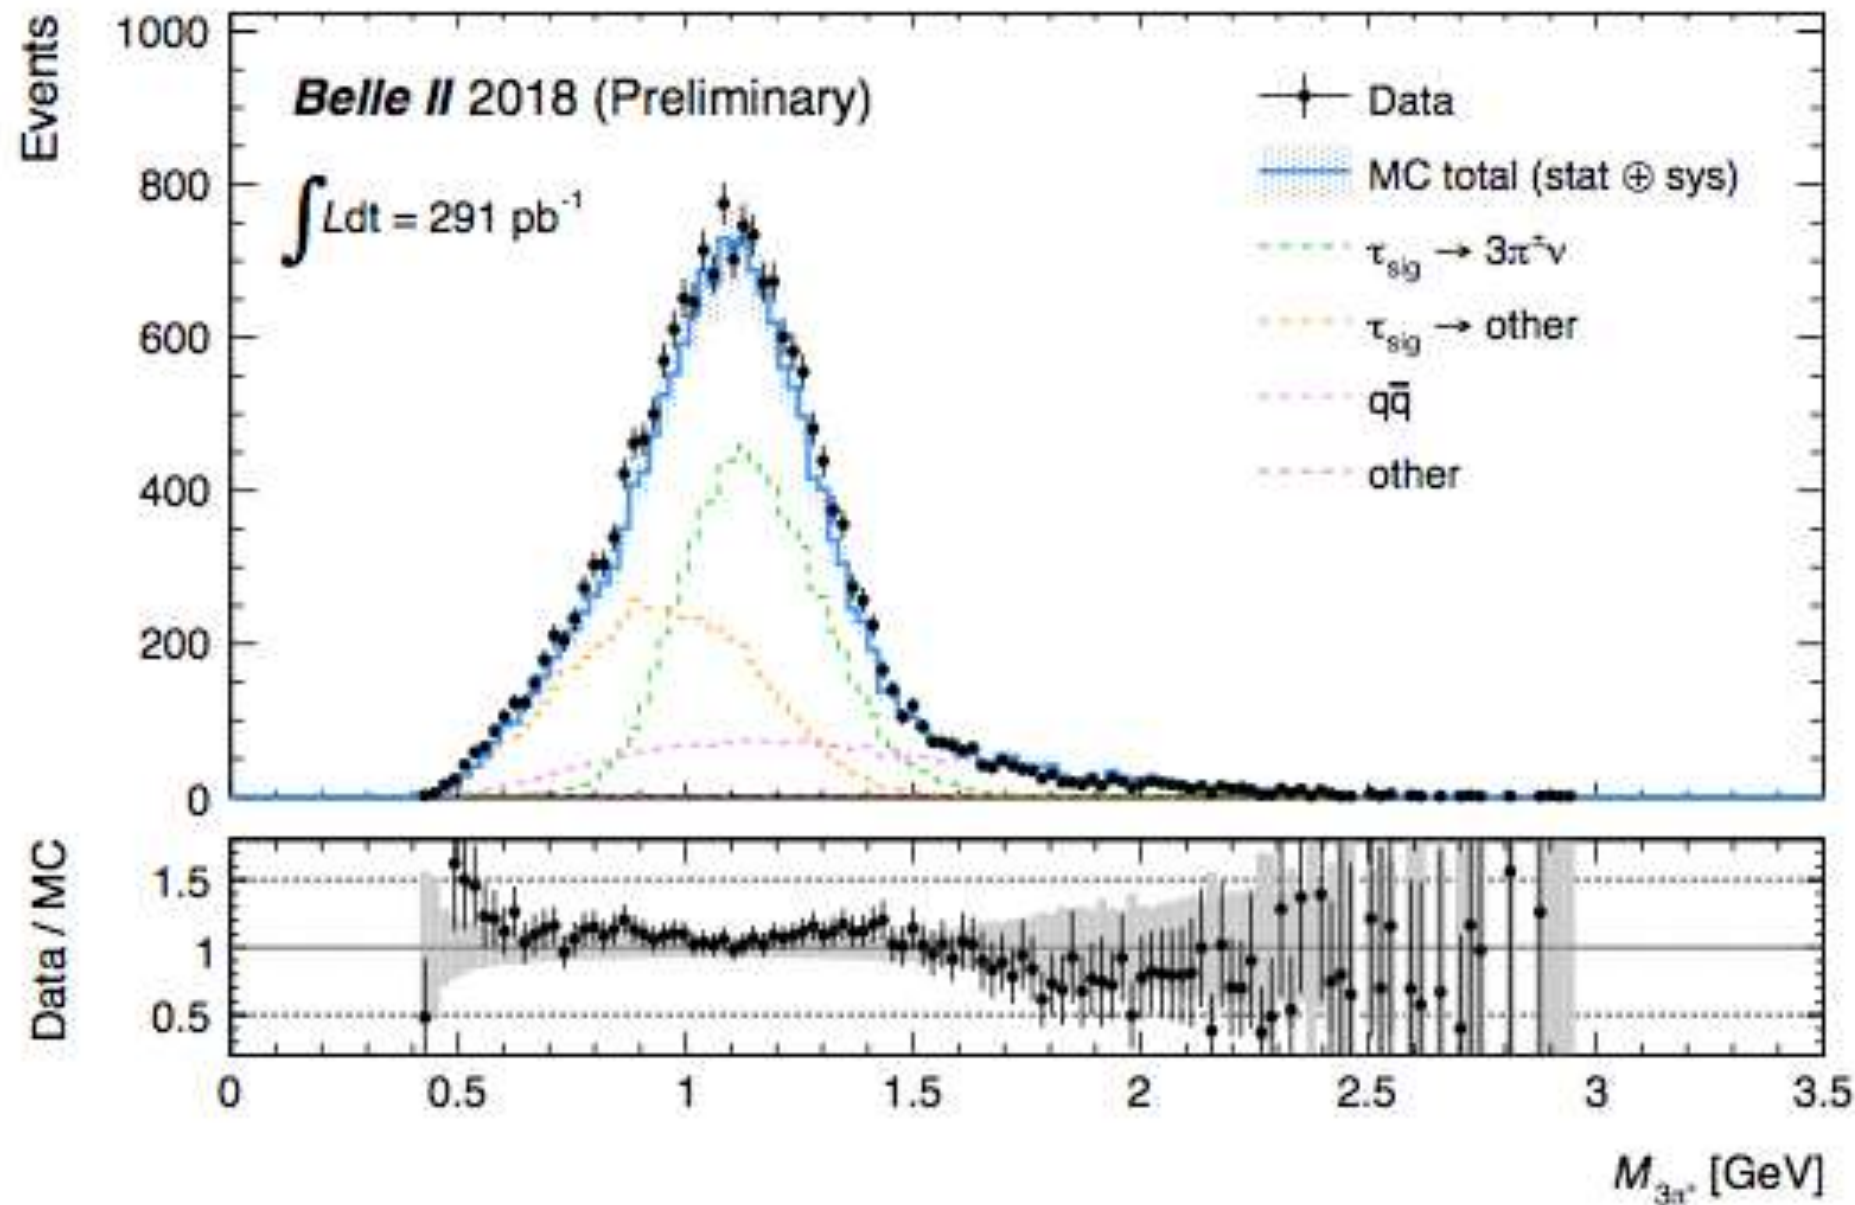 Events
1000
800
600
400
200
0
Belle II 2018 (Preliminary)
∫Ldt = 291 pb⁻¹
Data
MC total (stat ⊕ sys)
τsig → 3π±ν
τsig → other
qq̅
other
Data / MC
1.5
1
0.5
0 0.5 1 1.5 2 2.5 3 3.5
M3π± [GeV]